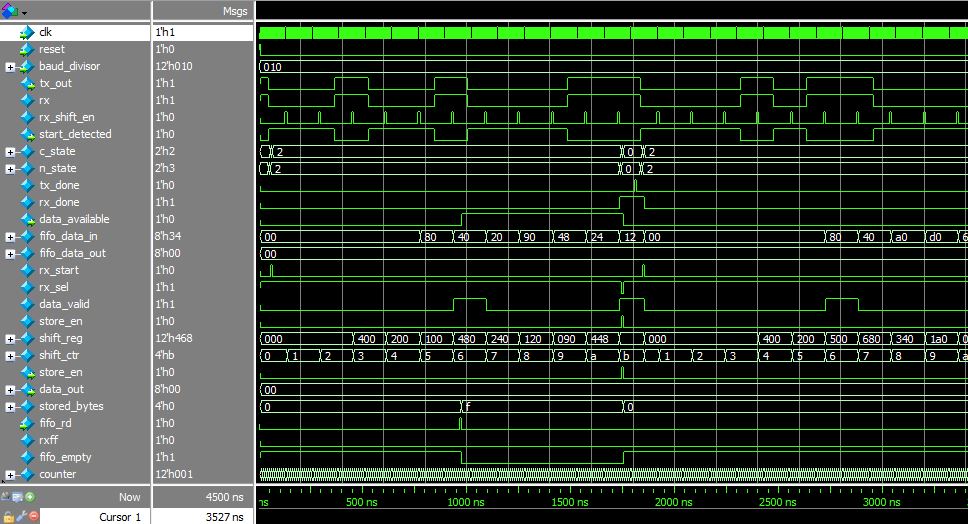 Msgs
clk 1'h1
reset 1'h0
baud_divisor 12'h010 010
tx_out 1'h1
rx 1'h1
rx_shift_en 1'h0
start_detected 1'h0
c_state 2'h2 2 0 2
n_state 2'h3 2 0 2
tx_done 1'h0
rx_done 1'h1
data_available 1'h0
fifo_data_in 8'h34 00 80 40 20 90 48 24 12 00 80 40 a0 d0 6
fifo_data_out 8'h00 00
rx_start 1'h0
rx_sel 1'h1
data_valid 1'h1
store_en 1'h0
shift_reg 12'h468 000 400 200 100 480 240 120 090 448 000 400 200 500 680 340 1a0 0
shift_ctr 4'hb 0 1 2 3 4 5 6 7 8 9 a b 1 2 3 4 5 6 7 8 9 a
store_en 1'h0
data_out 8'h00 00
stored_bytes 4'h0 0 f 0
fifo_rd 1'h0
rxff 1'h0
fifo_empty 1'h0
counter 12'h001
Now 4500 ns ns 500 ns 1000 ns 1500 ns 2000 ns 2500 ns 3000 ns
Cursor 1 3527 ns